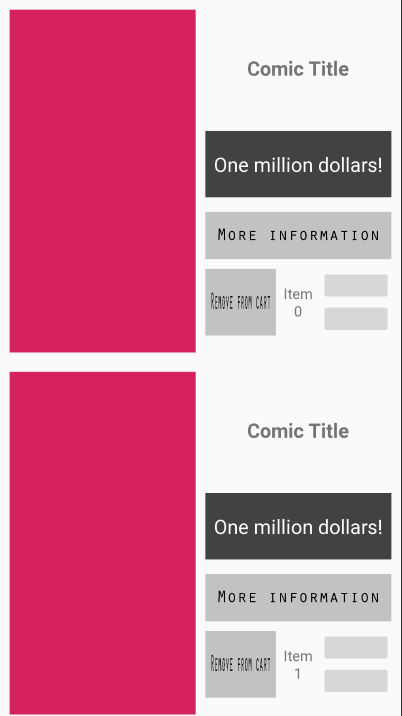 Comic Title
One million dollars!
More information
Remove from cart
Item
0
Comic Title
One million dollars!
More information
Remove from cart
Item
1